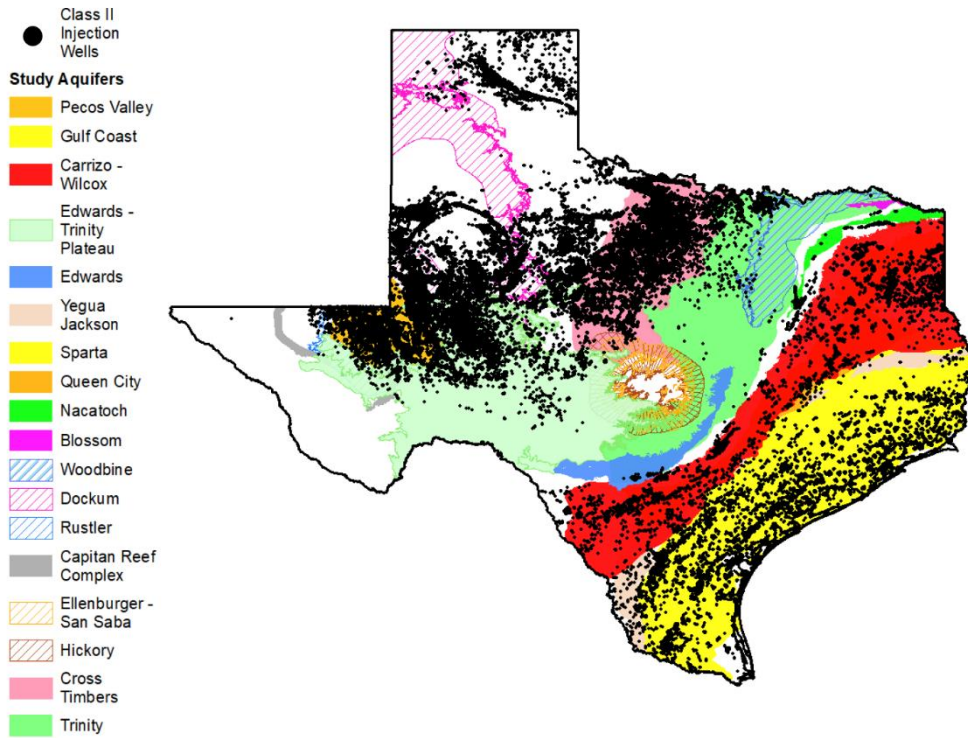 Class II
Injection
Wells
Study Aquifers
Pecos Valley
Gulf Coast
Carrizo -
Wilcox
Edwards -
Trinity
Plateau
Edwards
Yegua
Jackson
Sparta
Queen City
Nacatoch
Blossom
Woodbine
Dockum
Rustler
Capitan Reef
Complex
Ellenburger -
San Saba
Hickory
Cross
Timbers
Trinity